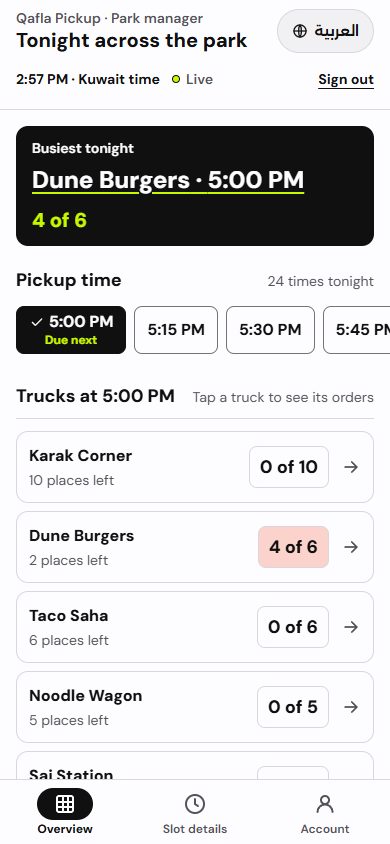 Qafla Pickup · Park manager
Tonight across the park
العربية
2:57 PM · Kuwait time
Live
Sign out
Busiest tonight
Dune Burgers · 5:00 PM
4 of 6
Pickup time
24 times tonight
5:00 PM
Due next
5:15 PM
5:30 PM
5:45 PM
Trucks at 5:00 PM
Tap a truck to see its orders
Karak Corner
10 places left
0 of 10
Dune Burgers
2 places left
4 of 6
Taco Saha
6 places left
0 of 6
Noodle Wagon
5 places left
0 of 5
Saj Station
Overview
Slot details
Account